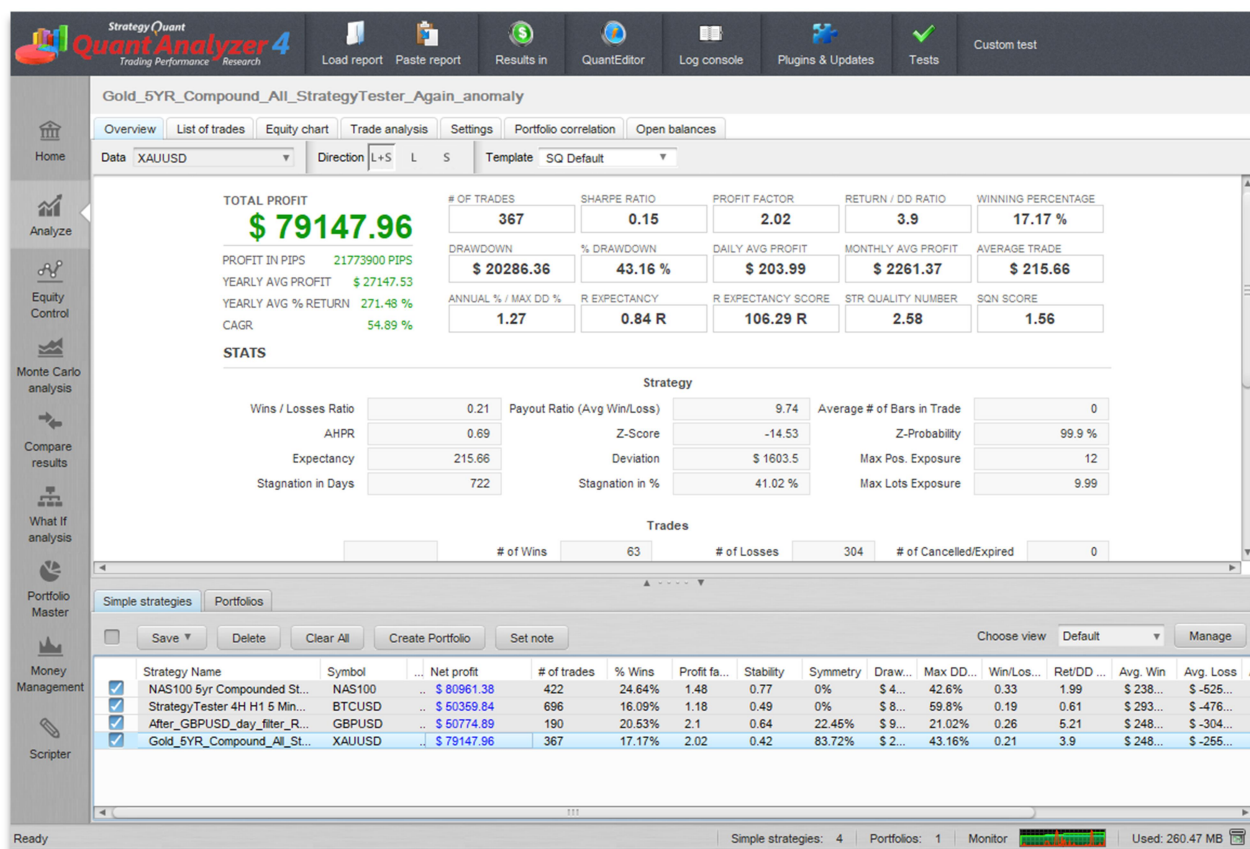 StrategyQuant
QuantAnalyzer 4
Trading Performance Research
Load report Paste report Results in QuantEditor Log console Plugins & Updates Tests Custom test
Gold_5YR_Compound_All_StrategyTester_Again_anomaly
Overview List of trades Equity chart Trade analysis Settings Portfolio correlation Open balances
Data XAUUSD Direction L+S L S Template SQ Default
Home
Analyze
Equity
Control
Monte Carlo
analysis
Compare
results
What If
analysis
Portfolio
Master
Money
Management
Scripter
TOTAL PROFIT
$ 79147.96
PROFIT IN PIPS 21773900 PIPS
YEARLY AVG PROFIT $ 27147.53
YEARLY AVG % RETURN 271.48 %
CAGR 54.89 %
# OF TRADES SHARPE RATIO PROFIT FACTOR RETURN / DD RATIO WINNING PERCENTAGE
367 0.15 2.02 3.9 17.17 %
DRAWDOWN % DRAWDOWN DAILY AVG PROFIT MONTHLY AVG PROFIT AVERAGE TRADE
$ 20286.36 43.16 % $ 203.99 $ 2261.37 $ 215.66
ANNUAL % / MAX DD % R EXPECTANCY R EXPECTANCY SCORE STR QUALITY NUMBER SQN SCORE
1.27 0.84 R 106.29 R 2.58 1.56
STATS
Strategy
Wins / Losses Ratio 0.21 Payout Ratio (Avg Win/Loss) 9.74 Average # of Bars in Trade 0
AHPR 0.69 Z-Score -14.53 Z-Probability 99.9 %
Expectancy 215.66 Deviation $ 1603.5 Max Pos. Exposure 12
Stagnation in Days 722 Stagnation in % 41.02 % Max Lots Exposure 9.99
Trades
# of Wins 63 # of Losses 304 # of Cancelled/Expired 0
Simple strategies Portfolios
Save Delete Clear All Create Portfolio Set note Choose view Default Manage
Strategy Name Symbol ... Net profit # of trades % Wins Profit fa... Stability Symmetry Draw... Max DD... Win/Los... Ret/DD ... Avg. Win Avg. Loss
NAS100 5yr Compounded St... NAS100 .. $ 80961.38 422 24.64% 1.48 0.77 0% $ 4... 42.6% 0.33 1.99 $ 238... $ -525...
StrategyTester 4H H1 5 Min... BTCUSD .. $ 50359.84 696 16.09% 1.18 0.49 0% $ 8... 59.8% 0.19 0.61 $ 293... $ -476...
After_GBPUSD_day_filter_R... GBPUSD .. $ 50774.89 190 20.53% 2.1 0.64 22.45% $ 9... 21.02% 0.26 5.21 $ 248... $ -304...
Gold_5YR_Compound_All_St... XAUUSD .. $ 79147.96 367 17.17% 2.02 0.42 83.72% $ 2... 43.16% 0.21 3.9 $ 248... $ -255...
Ready Simple strategies: 4 Portfolios: 1 Monitor Used: 260.47 MB